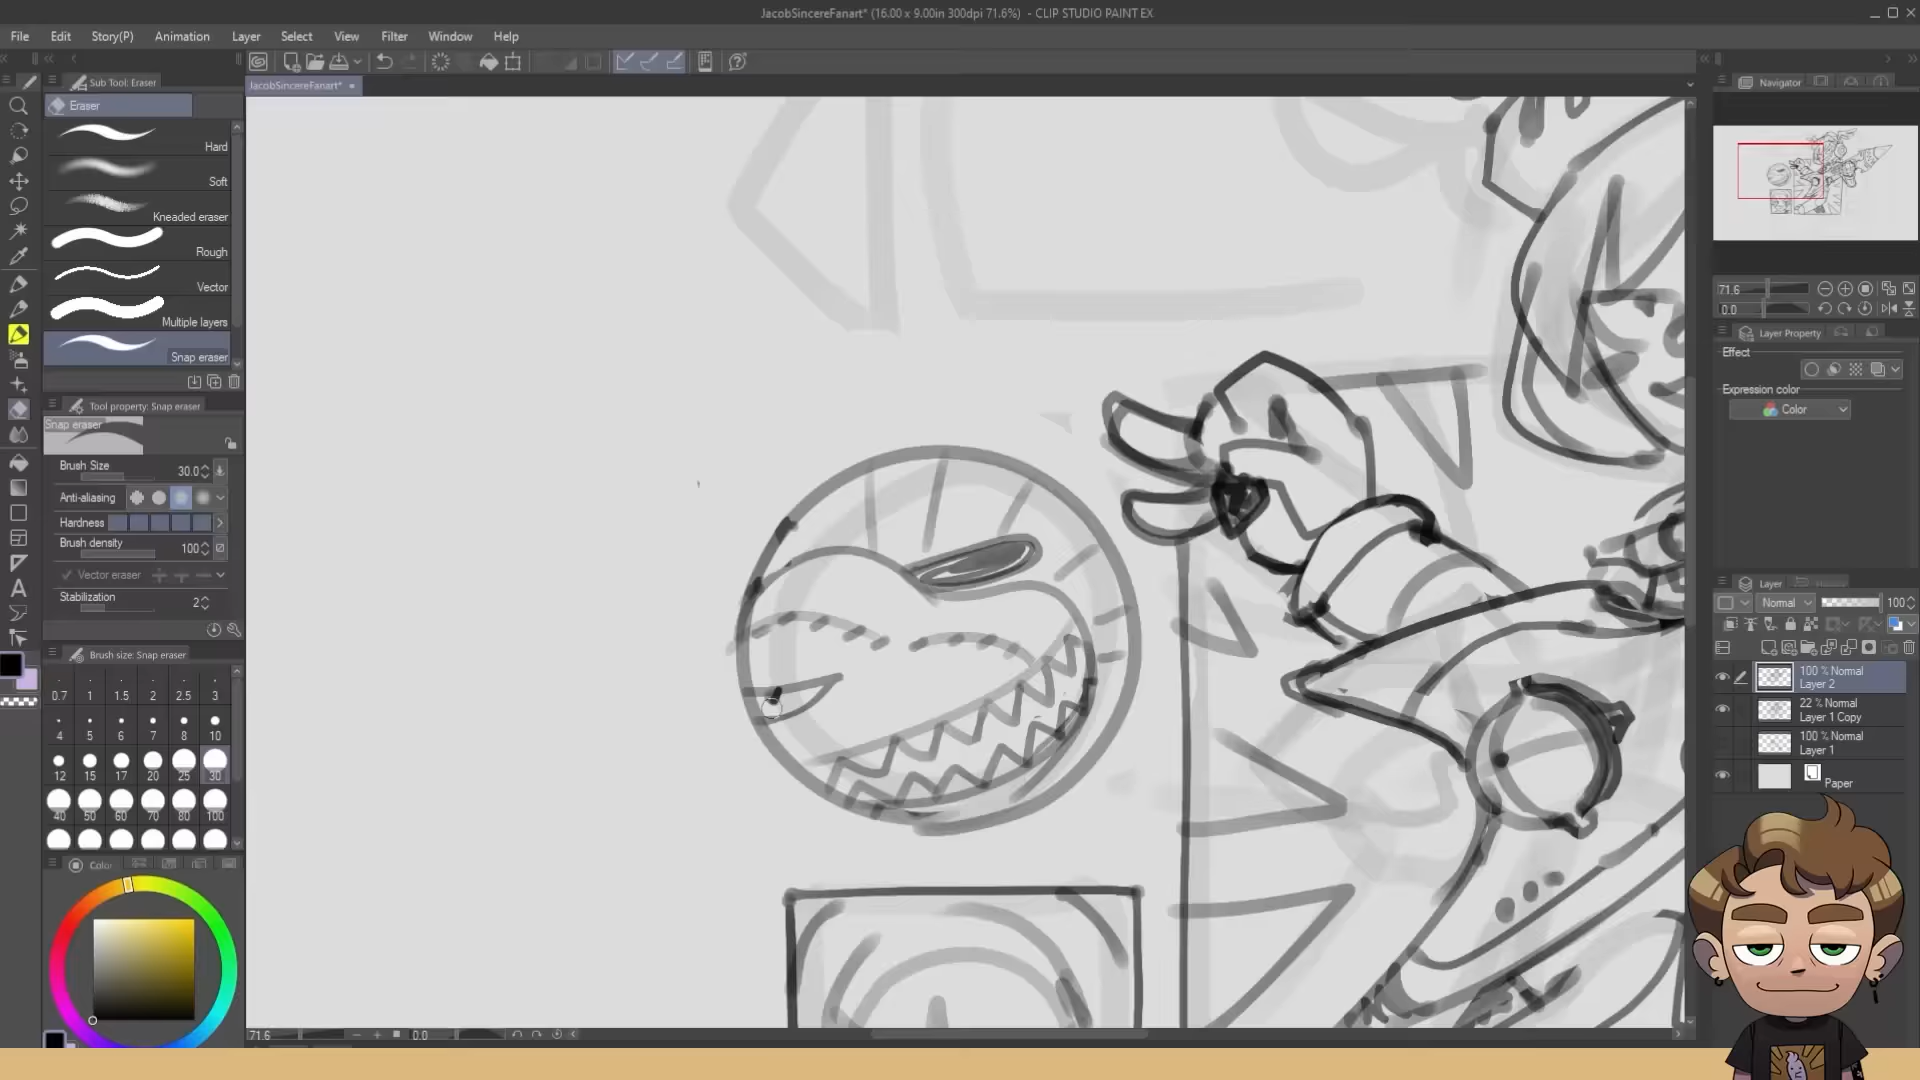 JacobSincereFanart* (16.00 x 9.00in 300dpi 71.6%) - CLIP STUDIO PAINT EX
File Edit Story(P) Animation Layer Select View Filter Window Help
Sub Tool: Eraser
Eraser
Hard
Soft
Kneaded eraser
Rough
Vector
Multiple layers
Snap eraser
Tool property: Snap eraser
Snap eraser
Brush Size 30.0
Anti-aliasing
Hardness
Brush density 100
Vector eraser
Stabilization 2
Brush size: Snap eraser
0.7 1 1.5 2 2.5 3
4 5 6 7 8 10
12 15 17 20 25 30
40 50 60 70 80 100
Color
JacobSincereFanart*
71.6 0.0
Navigator
71.6
0.0
Layer Property
Effect
Expression color
Color
Layer
Normal 100
100 % Normal
Layer 2
22 % Normal
Layer 1 Copy
100 % Normal
Layer 1
Paper